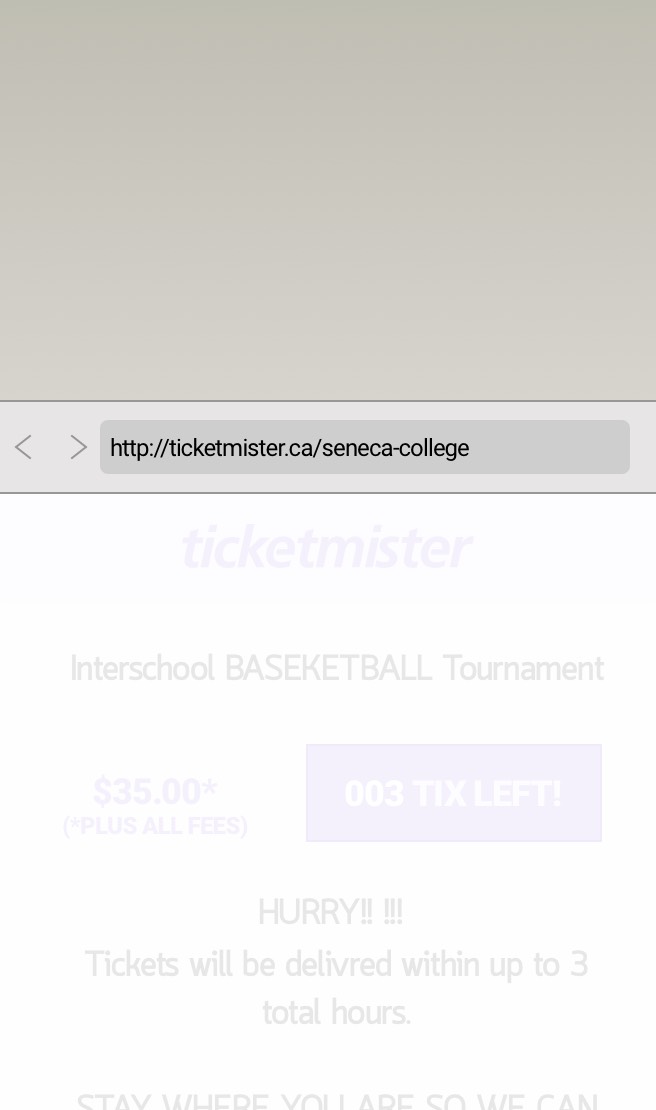 http://ticketmister.ca/seneca-college
ticketmister
Interschool BASEKETBALL Tournament
$35.00*
(*PLUS ALL FEES)
003 TIX LEFT!
HURRY!! !!!
Tickets will be delivred within up to 3
total hours.
STAY WHERE YOU ARE SO WE CAN